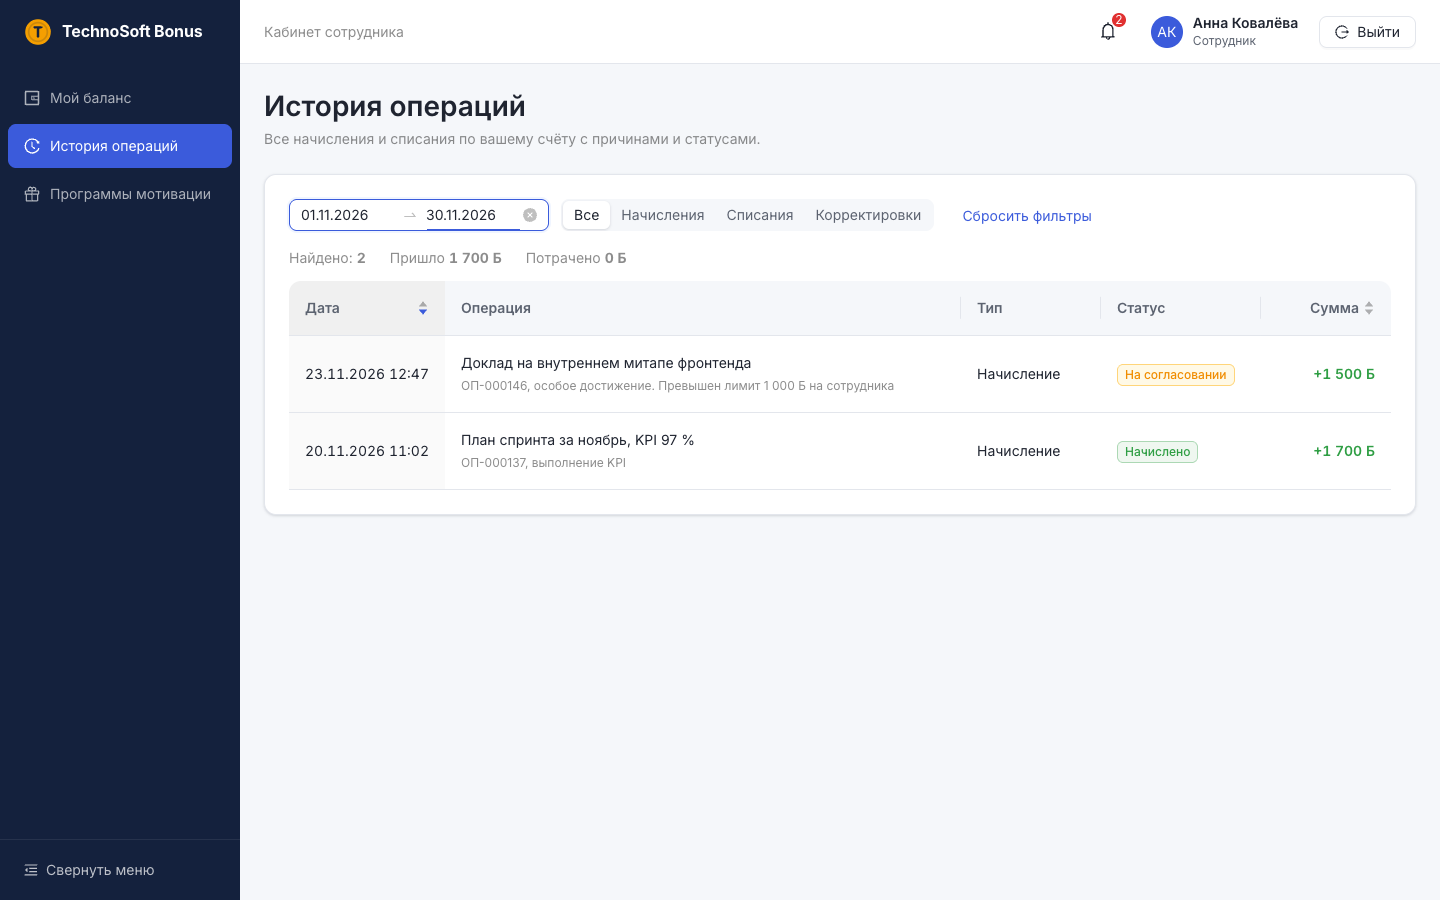 TechnoSoft Bonus
Кабинет сотрудника
2
АК
Анна Ковалёва
Сотрудник
Выйти
Мой баланс
История операций
Программы мотивации
Свернуть меню
История операций
Все начисления и списания по вашему счёту с причинами и статусами.
01.11.2026 → 30.11.2026
Все Начисления Списания Корректировки
Сбросить фильтры
Найдено: 2 Пришло 1 700 Б Потрачено 0 Б
Дата Операция Тип Статус Сумма
23.11.2026 12:47 Доклад на внутреннем митапе фронтенда Начисление На согласовании +1 500 Б
ОП-000146, особое достижение. Превышен лимит 1 000 Б на сотрудника
20.11.2026 11:02 План спринта за ноябрь, KPI 97 % Начисление Начислено +1 700 Б
ОП-000137, выполнение KPI